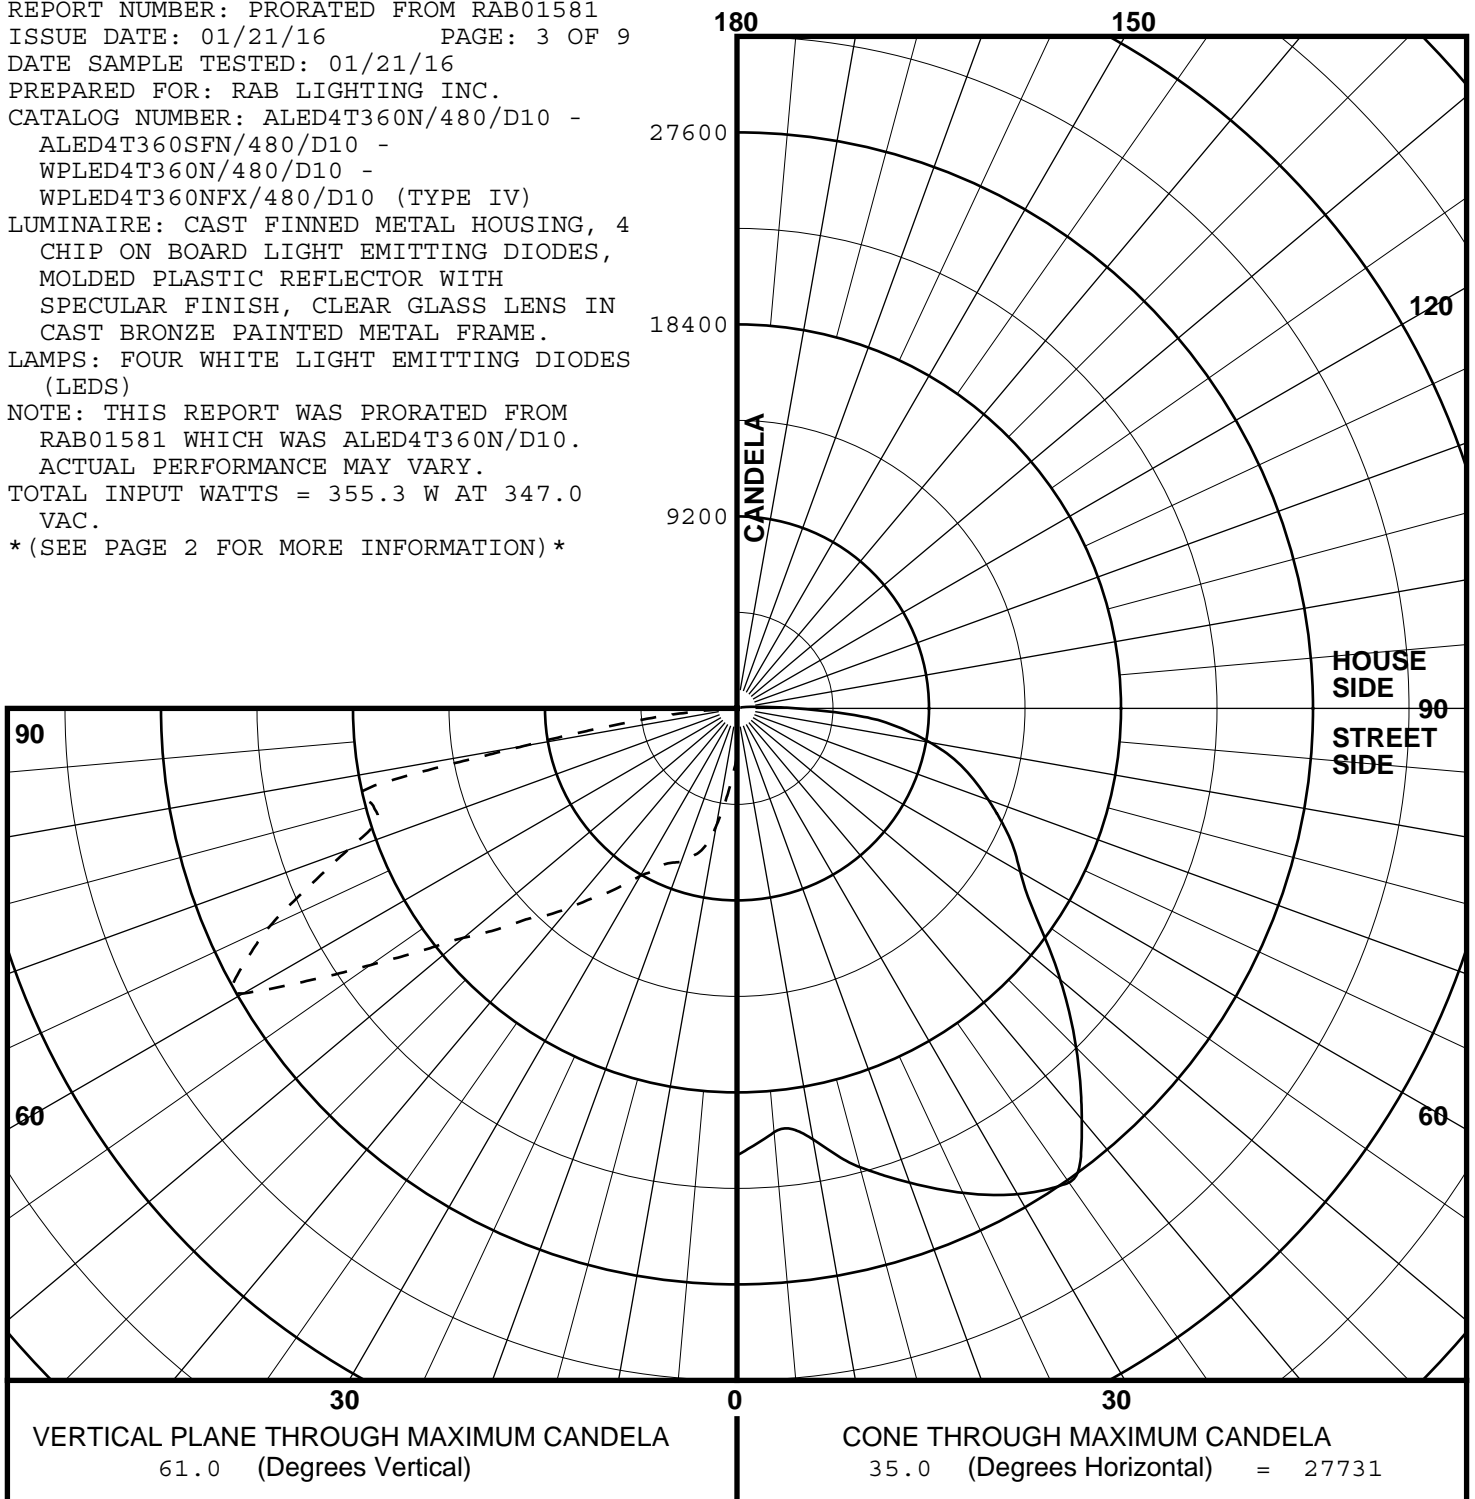 REPORT NUMBER: PRORATED FROM RAB01581
ISSUE DATE: 01/21/16 PAGE: 3 OF 9
DATE SAMPLE TESTED: 01/21/16
PREPARED FOR: RAB LIGHTING INC.
CATALOG NUMBER: ALED4T360N/480/D10 -
ALED4T360SFN/480/D10 -
WPLED4T360N/480/D10 -
WPLED4T360NFX/480/D10 (TYPE IV)
LUMINAIRE: CAST FINNED METAL HOUSING, 4
CHIP ON BOARD LIGHT EMITTING DIODES,
MOLDED PLASTIC REFLECTOR WITH
SPECULAR FINISH, CLEAR GLASS LENS IN
CAST BRONZE PAINTED METAL FRAME.
LAMPS: FOUR WHITE LIGHT EMITTING DIODES
(LEDS)
NOTE: THIS REPORT WAS PRORATED FROM
RAB01581 WHICH WAS ALED4T360N/D10.
ACTUAL PERFORMANCE MAY VARY.
TOTAL INPUT WATTS = 355.3 W AT 347.0
VAC.
*(SEE PAGE 2 FOR MORE INFORMATION)*
180
150
27600
120
18400
CANDELA
9200
HOUSE
SIDE
90
90
STREET
SIDE
60
60
30
0
30
VERTICAL PLANE THROUGH MAXIMUM CANDELA
61.0 (Degrees Vertical)
CONE THROUGH MAXIMUM CANDELA
35.0 (Degrees Horizontal) = 27731